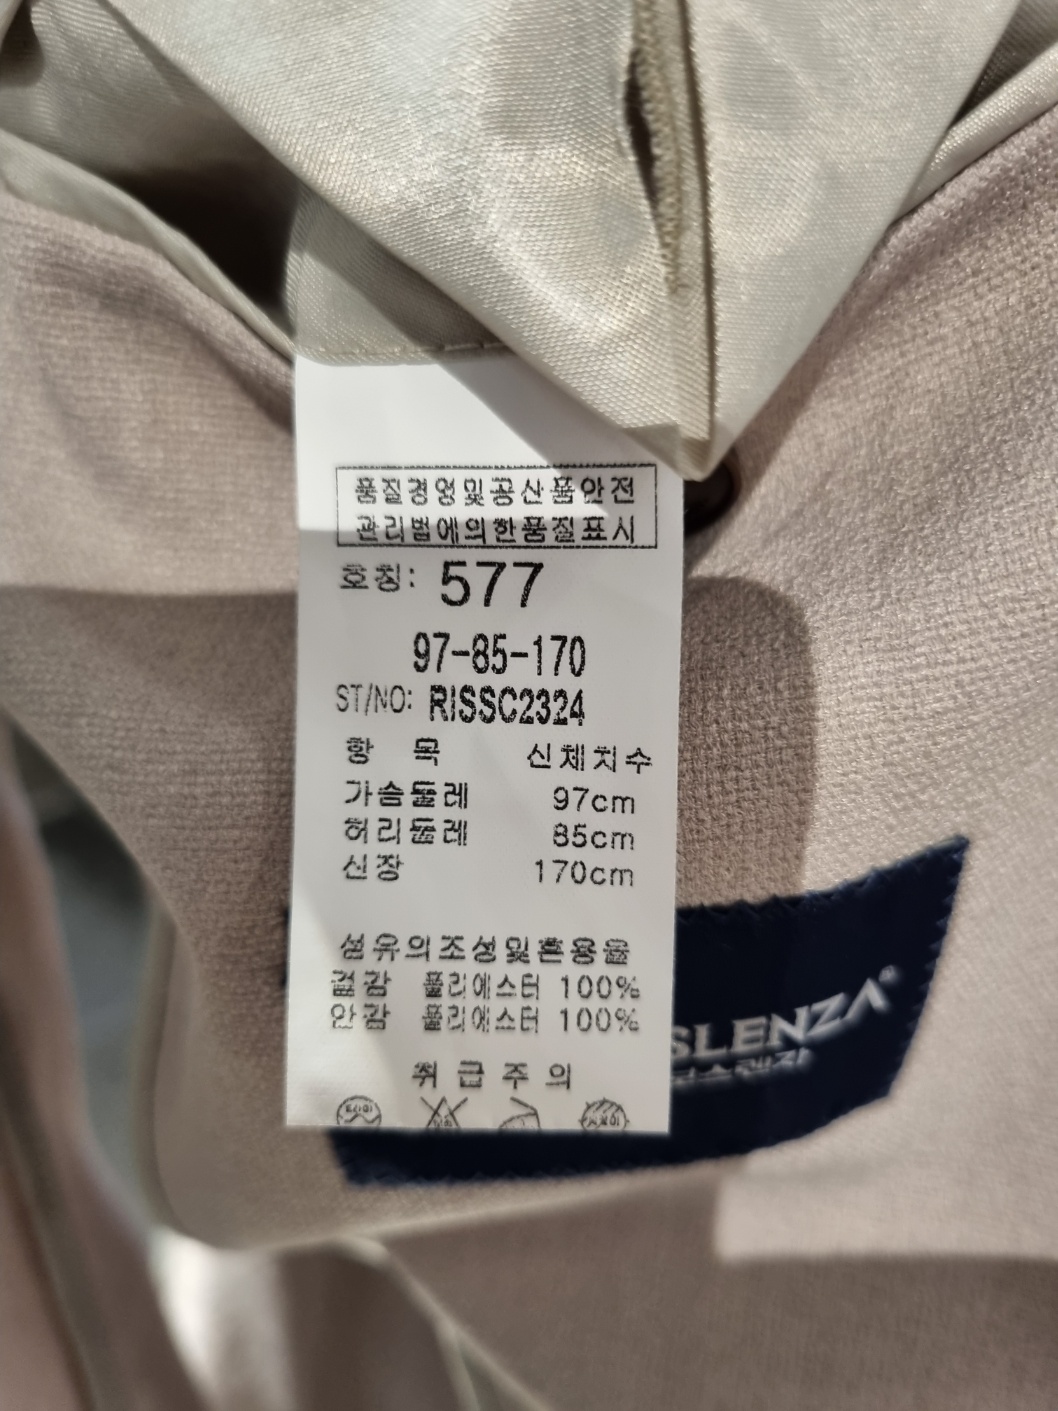 품질경영및공산품안전
관리법에의한품질표시
호칭: 577
97-85-170
ST/NO: RISSC2324
항 목 신체치수
가슴둘레 97cm
허리둘레 85cm
신장 170cm
섬유의조성및혼용율
겉감 폴리에스터 100%
안감 폴리에스터 100%
취급주의
SLENZA®